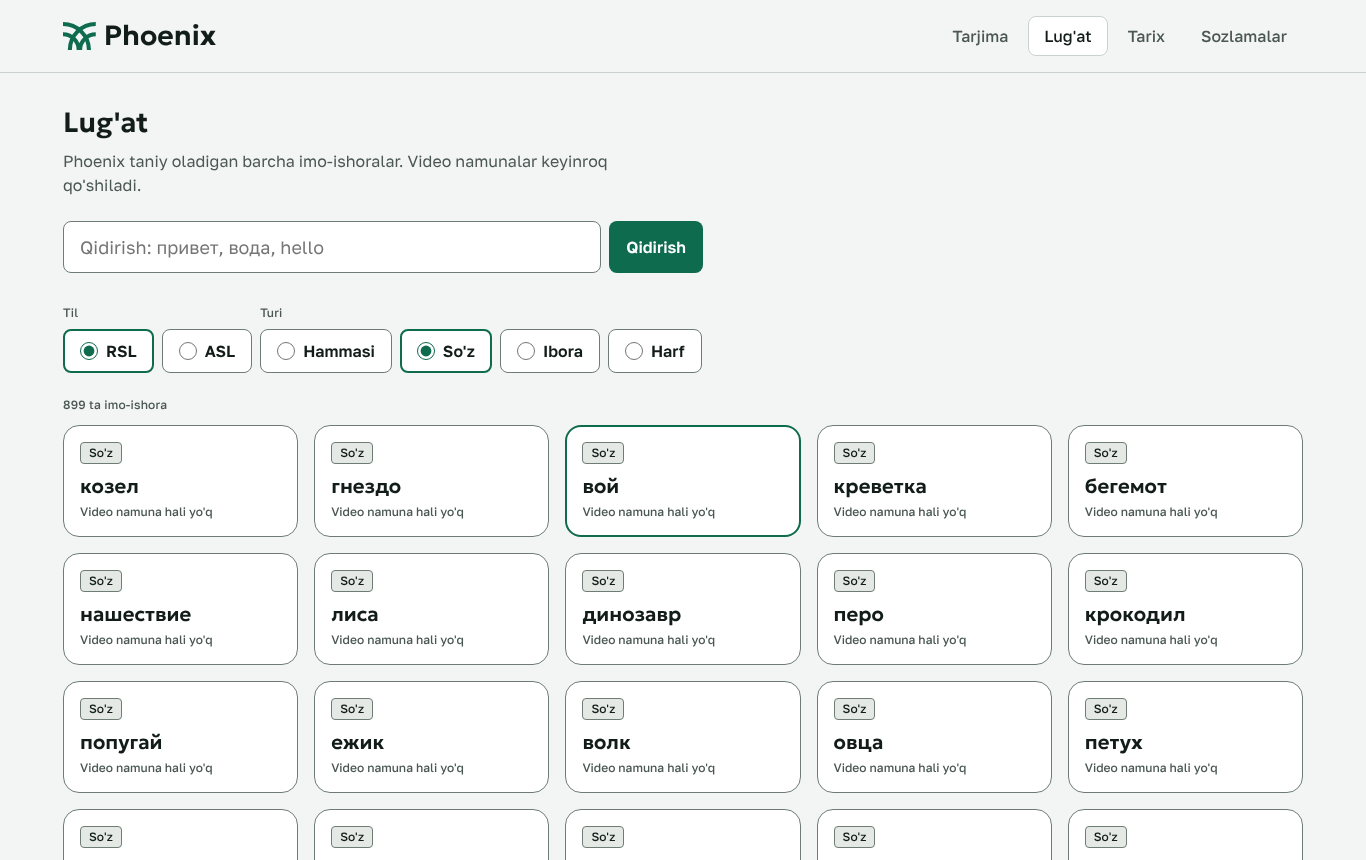 Phoenix
Tarjima
Lug'at
Tarix
Sozlamalar
Lug'at
Phoenix taniy oladigan barcha imo-ishoralar. Video namunalar keyinroq
qo'shiladi.
Qidirish: привет, вода, hello
Qidirish
Til
Turi
RSL
ASL
Hammasi
So'z
Ibora
Harf
899 ta imo-ishora
So'z
козел
Video namuna hali yo'q
So'z
гнездо
Video namuna hali yo'q
So'z
вой
Video namuna hali yo'q
So'z
креветка
Video namuna hali yo'q
So'z
бегемот
Video namuna hali yo'q
So'z
нашествие
Video namuna hali yo'q
So'z
лиса
Video namuna hali yo'q
So'z
динозавр
Video namuna hali yo'q
So'z
перо
Video namuna hali yo'q
So'z
крокодил
Video namuna hali yo'q
So'z
попугай
Video namuna hali yo'q
So'z
ежик
Video namuna hali yo'q
So'z
волк
Video namuna hali yo'q
So'z
овца
Video namuna hali yo'q
So'z
петух
Video namuna hali yo'q
So'z
So'z
So'z
So'z
So'z